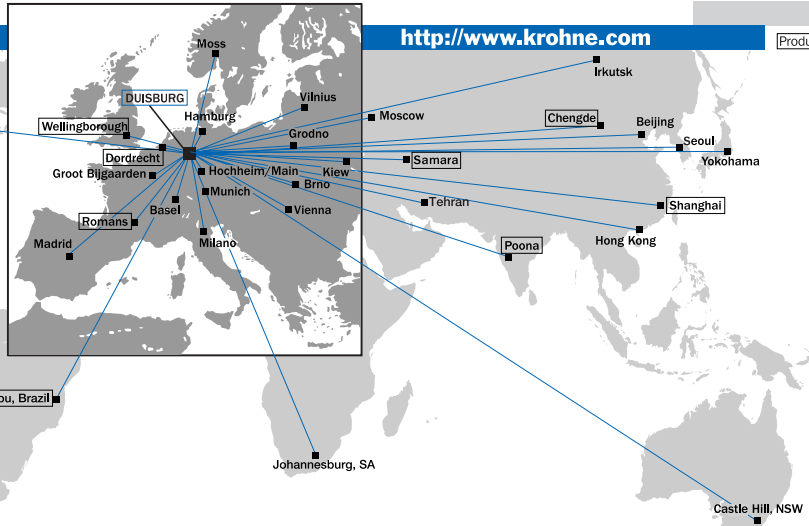 http://www.krohne.com
Produ
Moss
Irkutsk
DUISBURG
Vilnius
Hamburg
Moscow
Chengde
Beijing
Wellingborough
Grodno
Seoul
Dordrecht
Samara
Yokohama
Groot Bijgaarden
Hochheim/Main
Kiew
Munich
Brno
Tehran
Shanghai
Basel
Vienna
Romans
Madrid
Milano
Hong Kong
Poona
ou, Brazil
Johannesburg, SA
Castle Hill, NSW